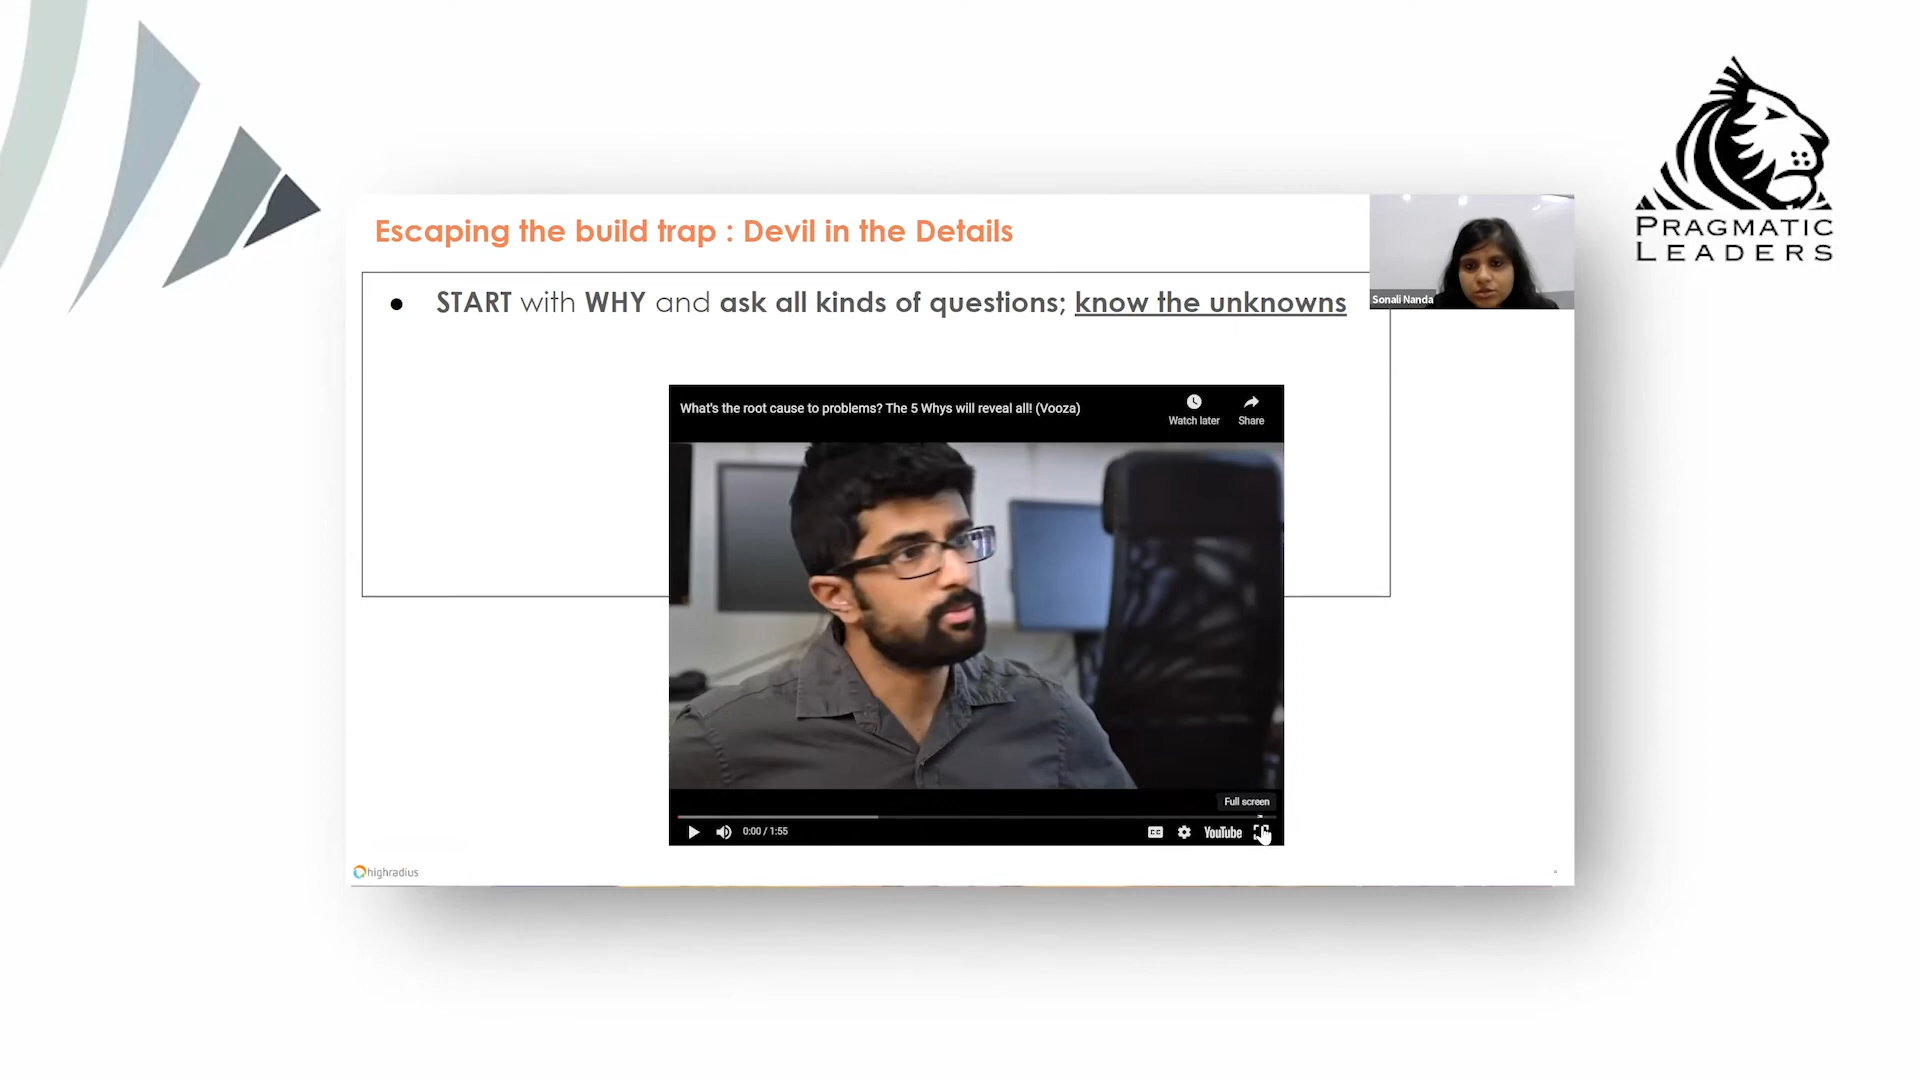 PRAGMATIC
LEADERS
Escaping the build trap : Devil in the Details
Sonali Nanda
● START with WHY and ask all kinds of questions; know the unknowns
What's the root cause to problems? The 5 Whys will reveal all! (Vooza)
Watch later
Share
Full screen
0:00 / 1:55
CC
YouTube
highradius